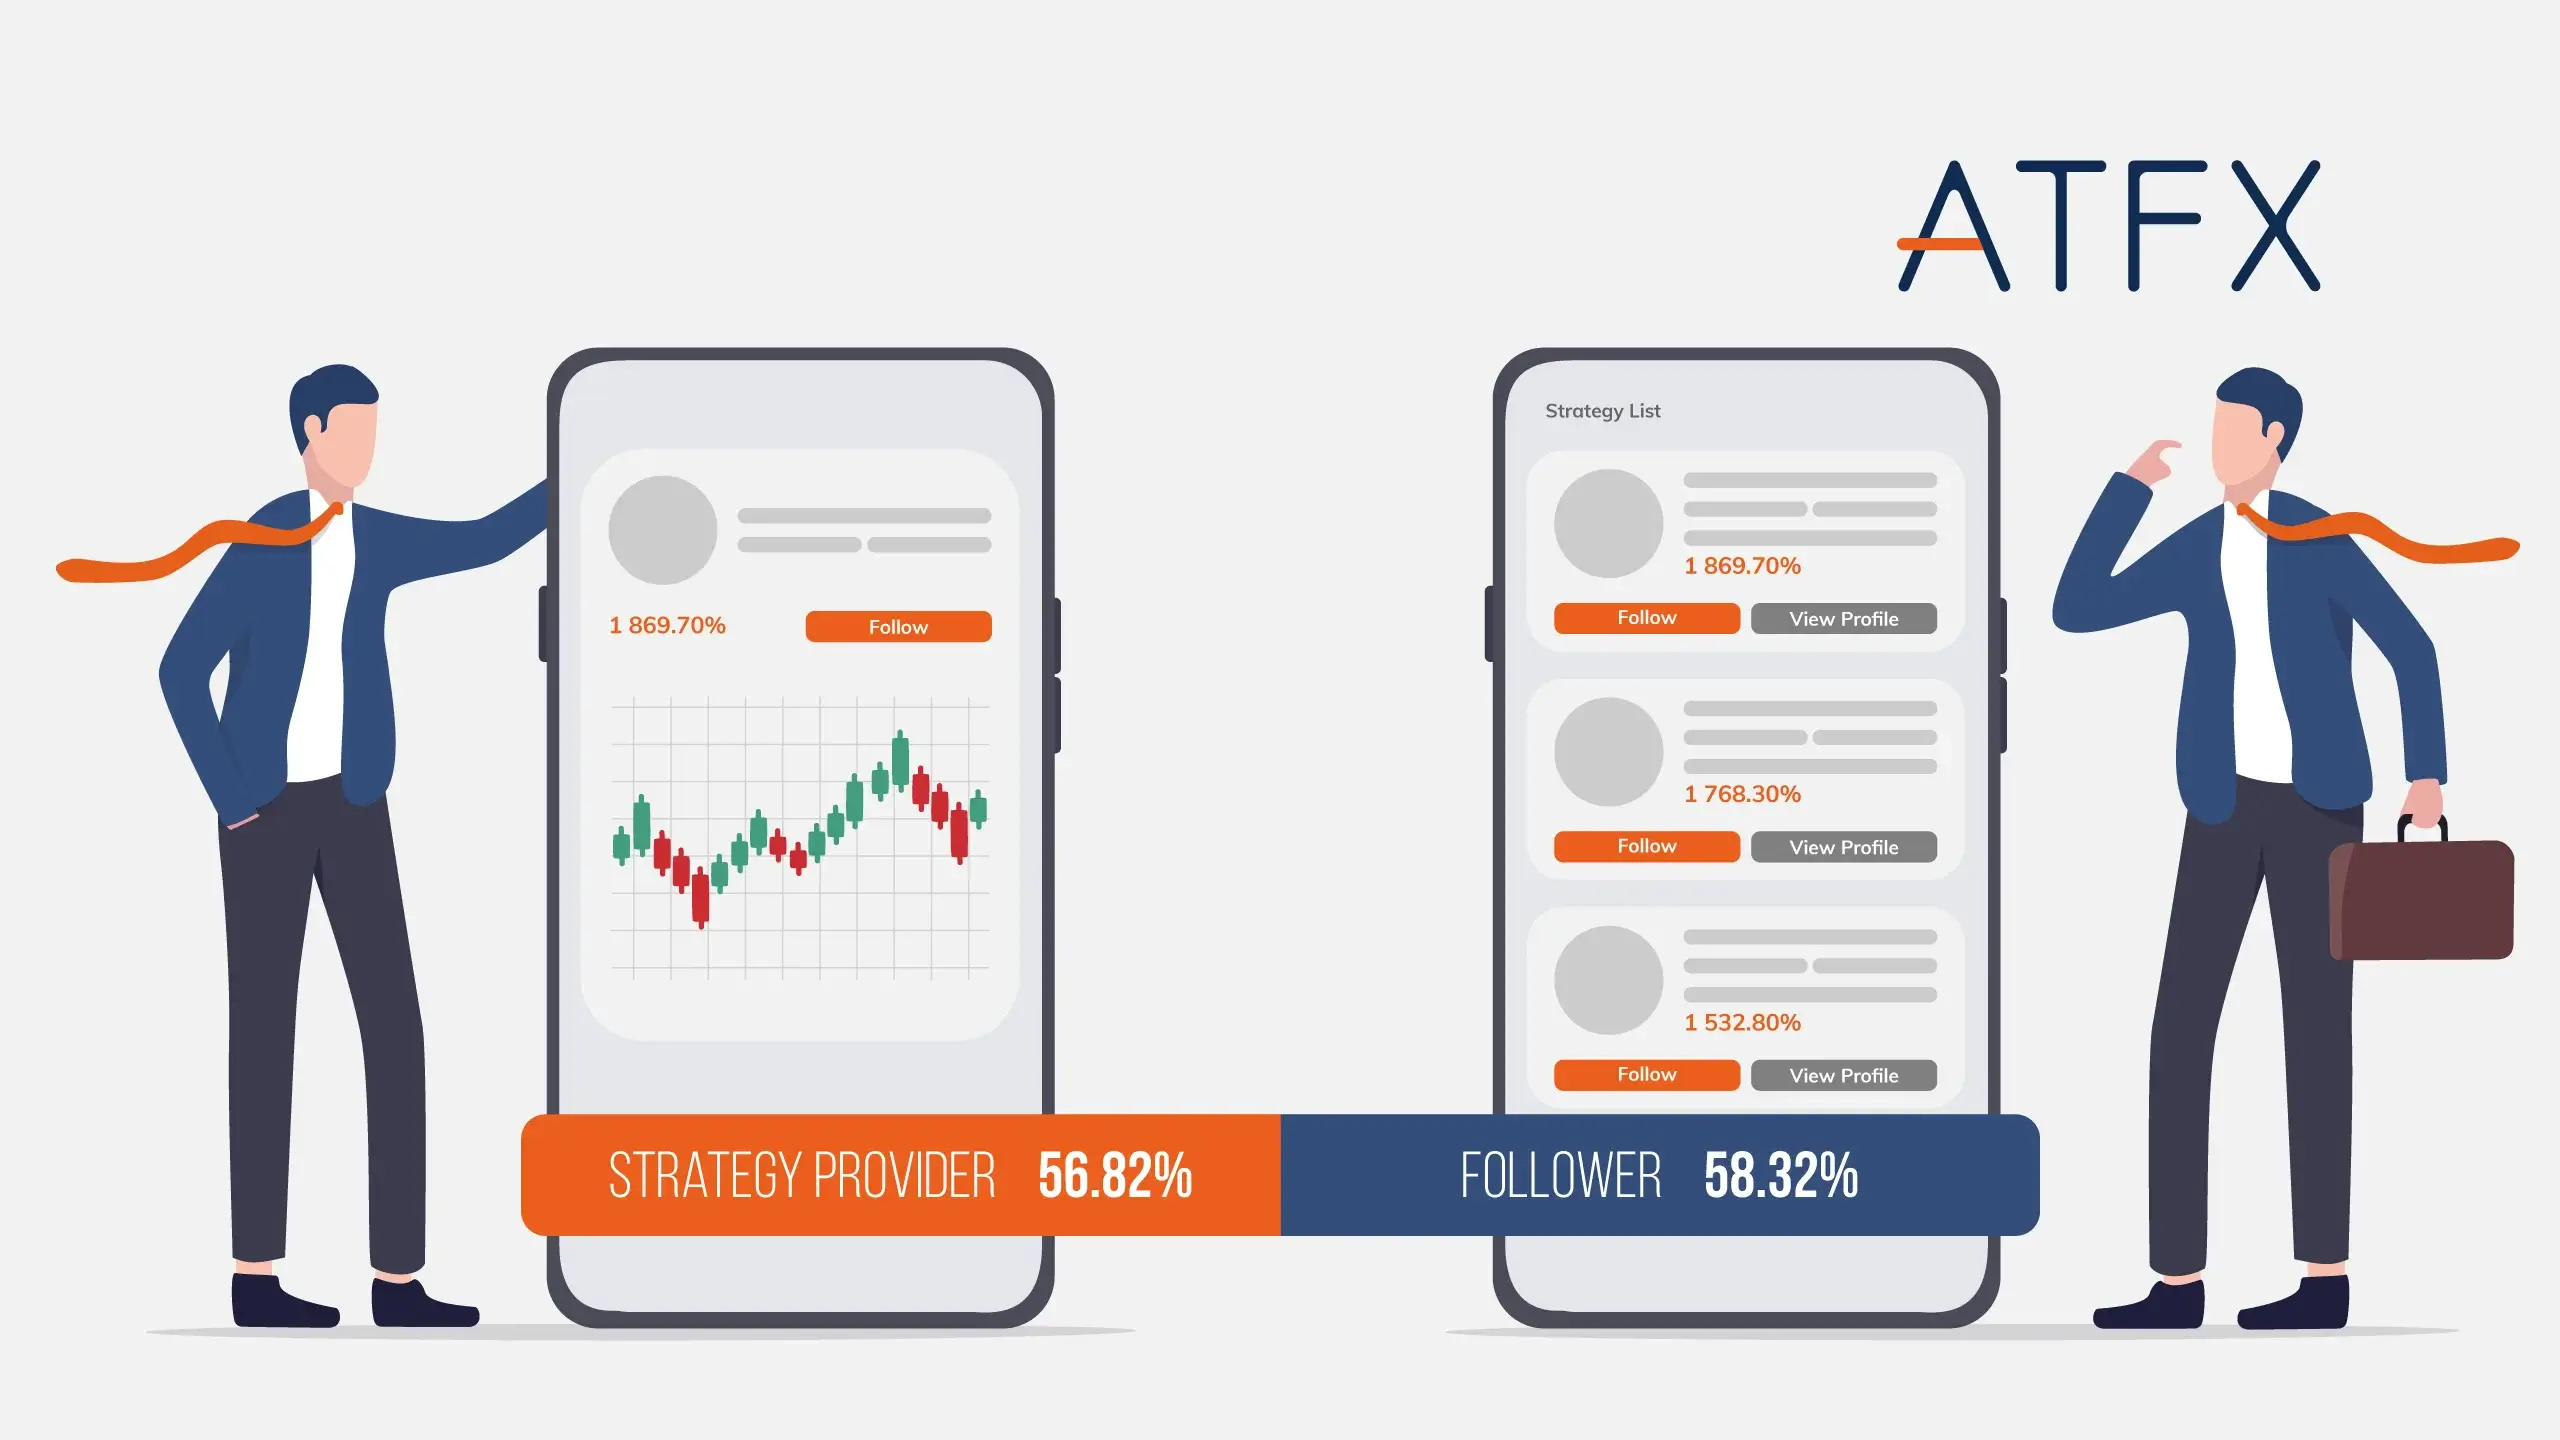 ATFX
1 869.70%
Follow
Strategy List
1 869.70%
Follow
View Profile
1 768.30%
Follow
View Profile
1 532.80%
Follow
View Profile
STRATEGY PROVIDER 56.82%
FOLLOWER 58.32%